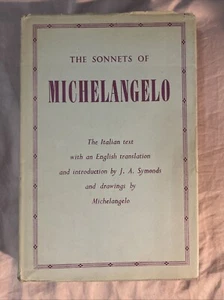 THE SONNETS OF
MICHELANGELO
The Italian text
with an English translation
and introduction by J. A. Symonds
and drawings by
Michelangelo